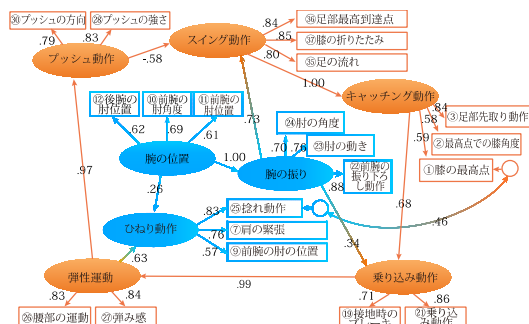 ㉚プッシュの方向
㉘プッシュの強さ
㊱足部最高到達点
.79
.83
スイング動作
.84
.85
㊲膝の折りたたみ
プッシュ動作
-.58
.80
㉟足の流れ
1.00
キャッチング動作
⑫後腕の
肘位置
⑩前腕の
肘角度
⑪前腕の
肘位置
.73
㉔肘の角度
.84
③足部先取り動作
.58
.62
.69
.61
.70
.76
㉓肘の動き
.59
②最高点での膝角度
腕の位置
1.00
腕の振り
㉒前腕の
振り下ろ
し動作
①膝の最高点
.97
.26
.88
.68
.83
㉕捻れ動作
ひねり動作
.76
⑦肩の緊張
.46
.57
⑨前腕の肘の位置
.34
.63
弾性運動
.99
乗り込み動作
.83
.84
.71
.86
㉖腰部の運動
㉗弾み感
⑲接地時の
ブレーキ
㉑乗り込
み動作